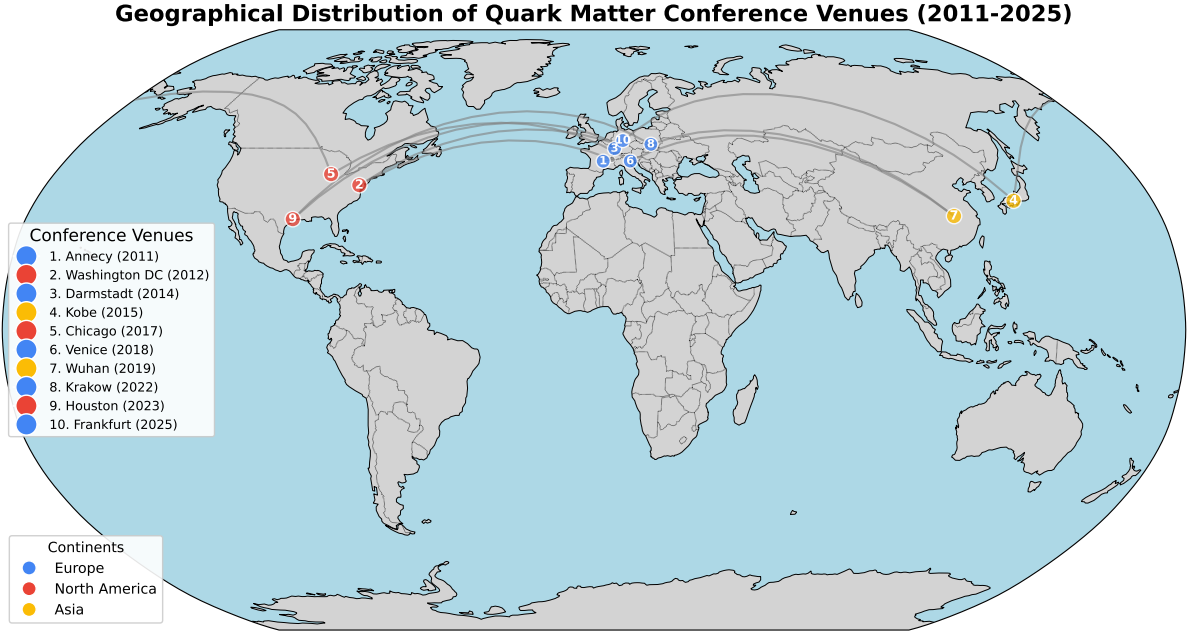 Geographical Distribution of Quark Matter Conference Venues (2011-2025)
5
2
9
1
3
10
6
8
7
4
Conference Venues
1. Annecy (2011)
2. Washington DC (2012)
3. Darmstadt (2014)
4. Kobe (2015)
5. Chicago (2017)
6. Venice (2018)
7. Wuhan (2019)
8. Krakow (2022)
9. Houston (2023)
10. Frankfurt (2025)
Continents
Europe
North America
Asia